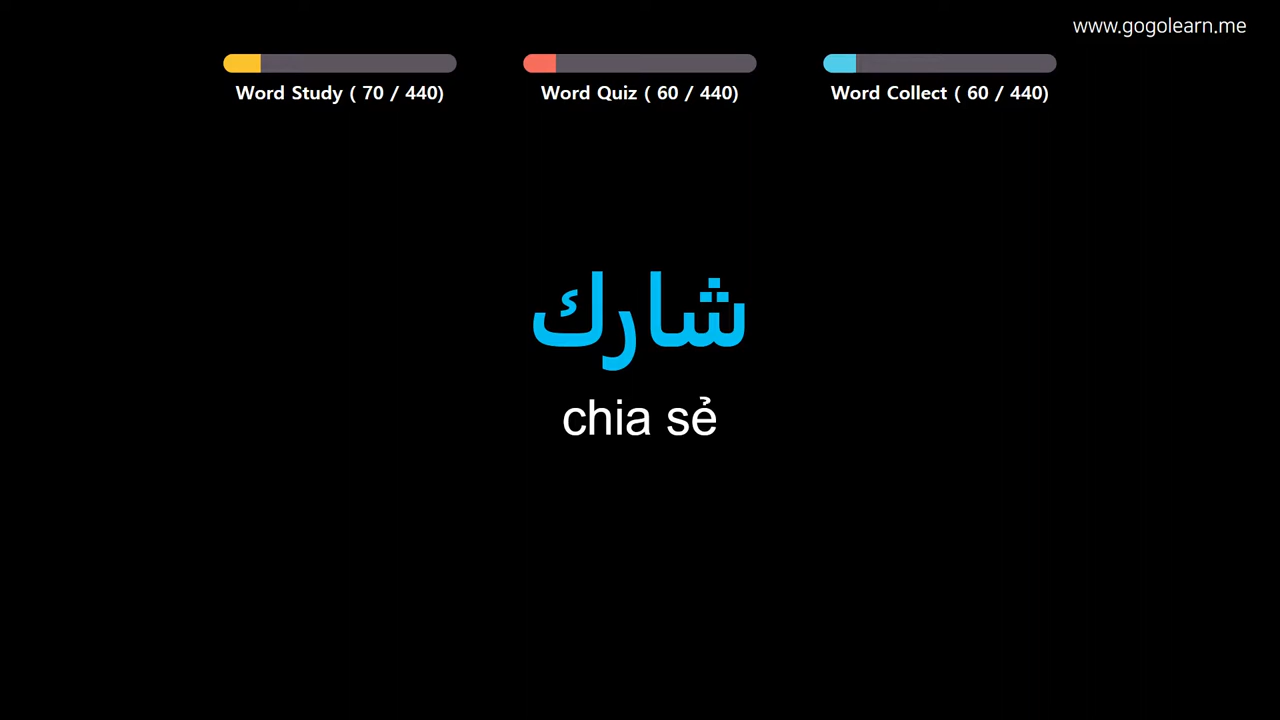 www.gogolearn.me
Word Study ( 70 / 440)
Word Quiz ( 60 / 440)
Word Collect ( 60 / 440)
شارك
chia sẻ